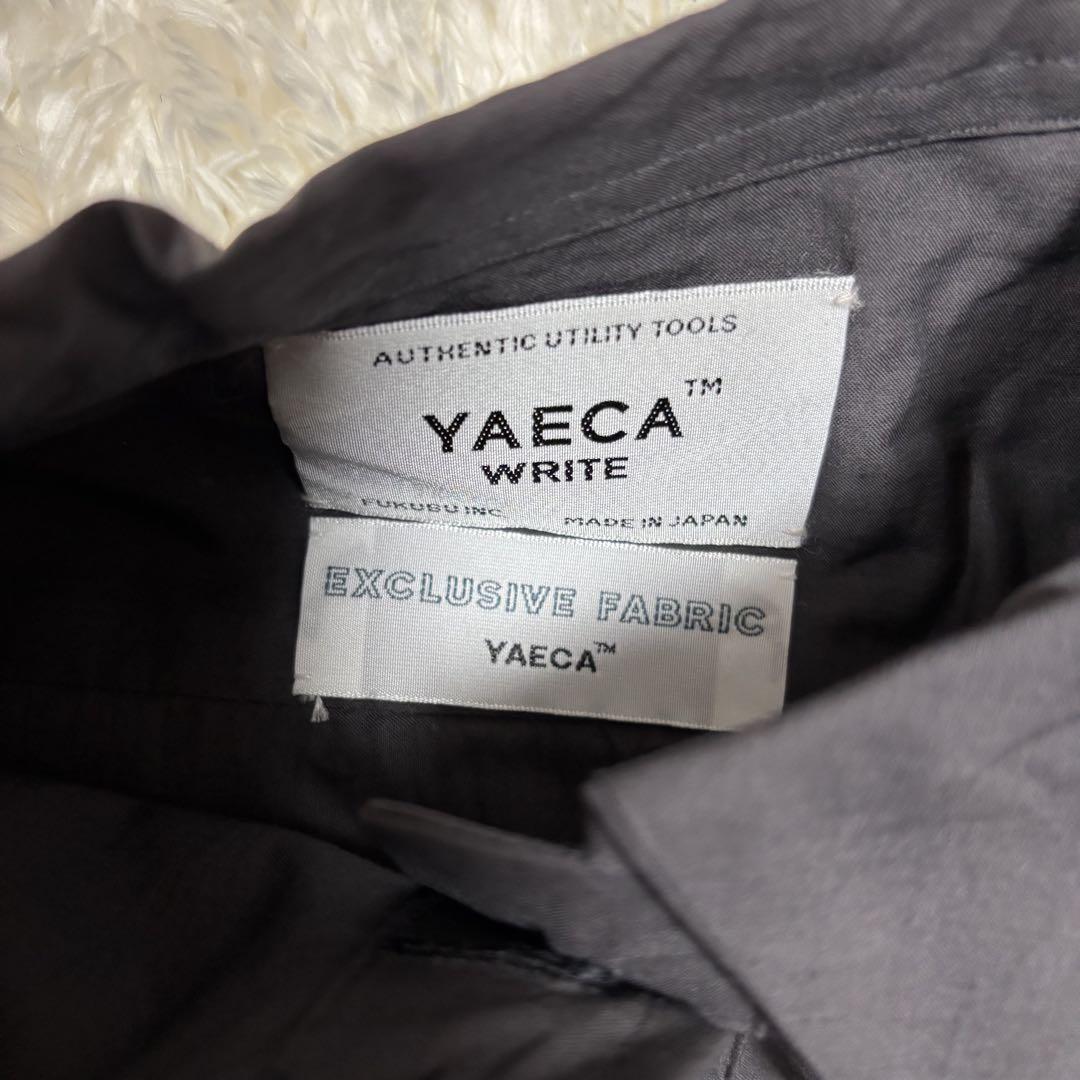 AUTHENTIC UTILITY TOOLS
YAECA™
WRITE
FUKUBU INC MADE IN JAPAN
EXCLUSIVE FABRIC
YAECA™